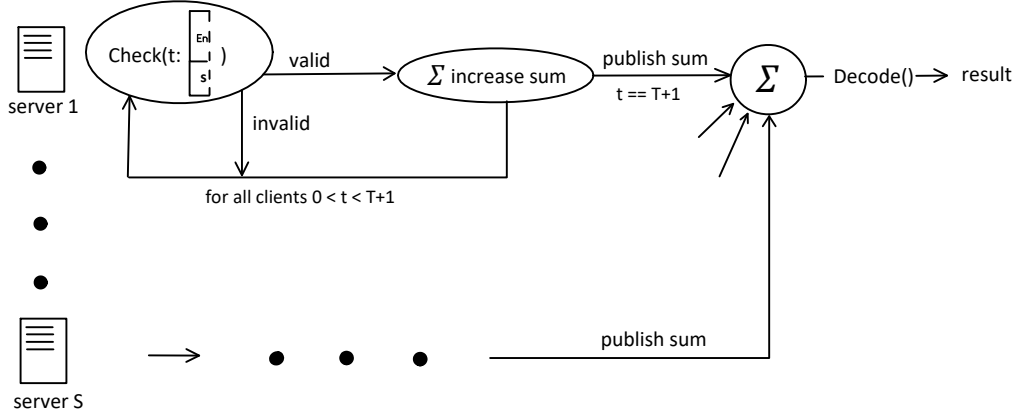 Check(t: En s )
valid
Σ increase sum
publish sum
t == T+1
Σ
Decode()
result
server 1
invalid
for all clients 0 < t < T+1
publish sum
server S